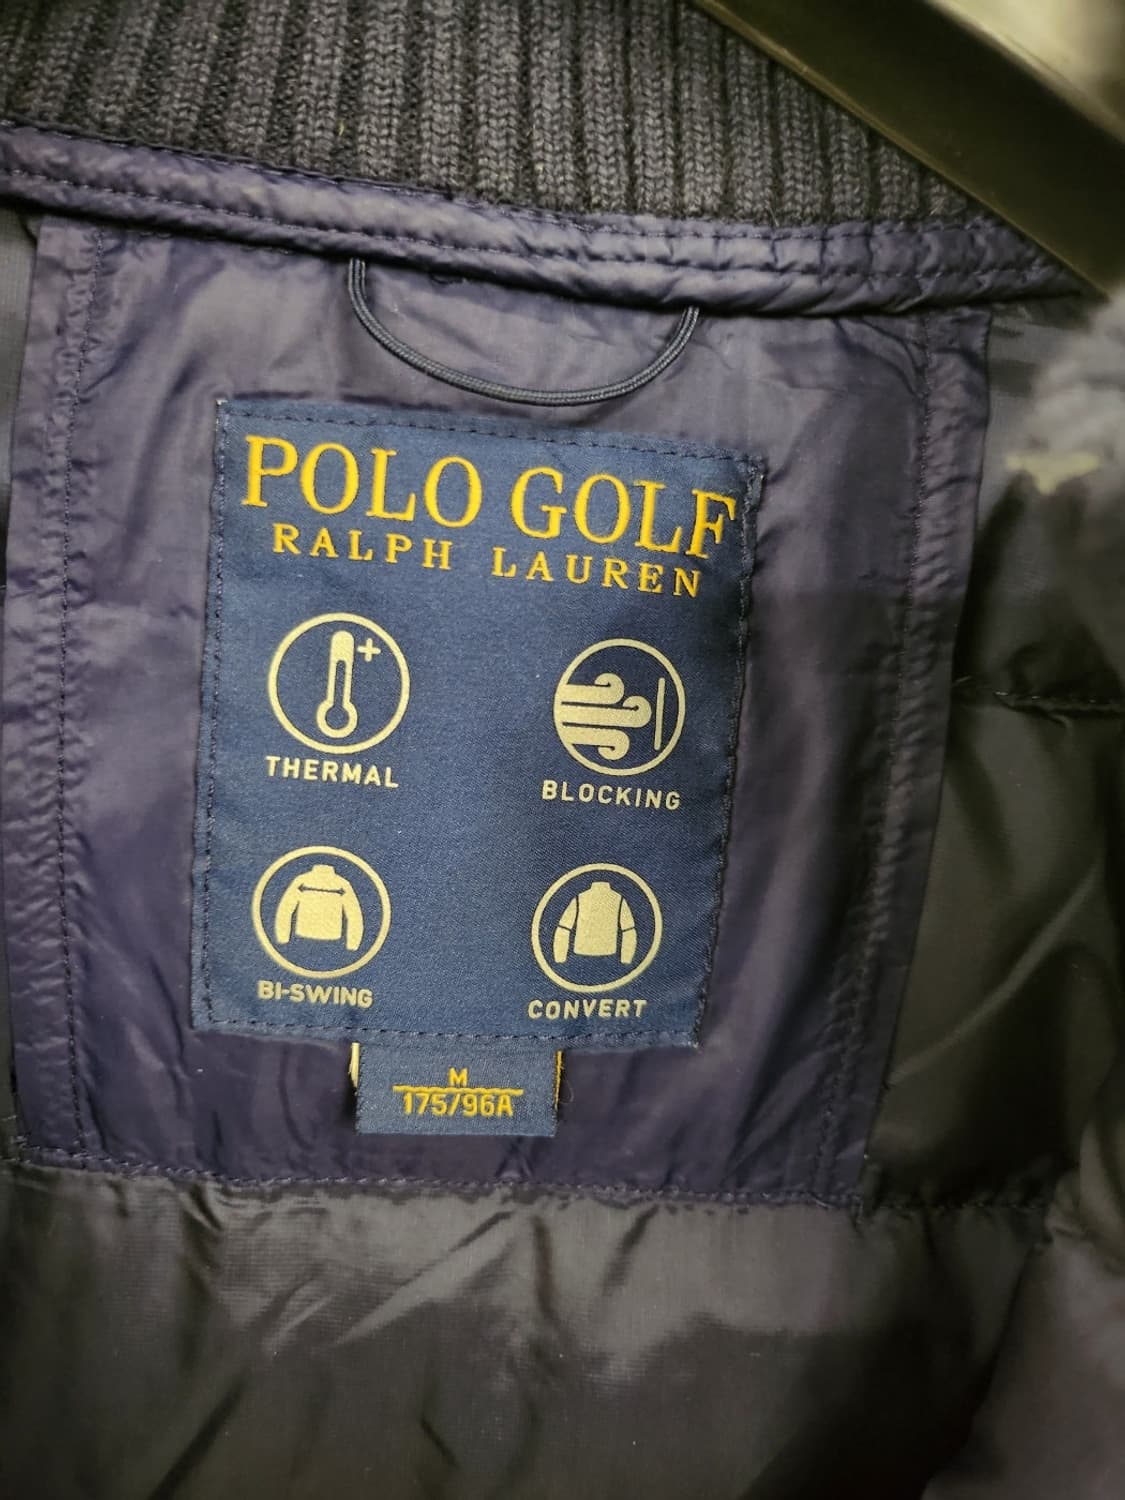 POLO GOLF
RALPH LAUREN
THERMAL
BLOCKING
BI-SWING
CONVERT
M
175/96A